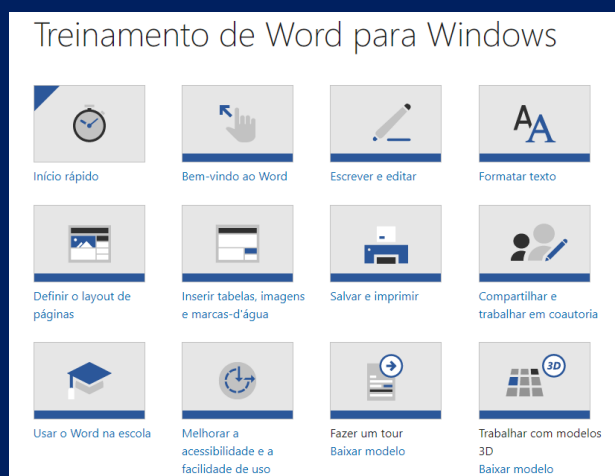 Treinamento de Word para Windows
Início rápido
Bem-vindo ao Word
Escrever e editar
AA
Formatar texto
Definir o layout de
páginas
Inserir tabelas, imagens
e marcas-d'água
Salvar e imprimir
Compartilhar e
trabalhar em coautoria
Usar o Word na escola
Melhorar a
acessibilidade e a
facilidade de uso
Fazer um tour
Baixar modelo
3D
Trabalhar com modelos
3D
Baixar modelo